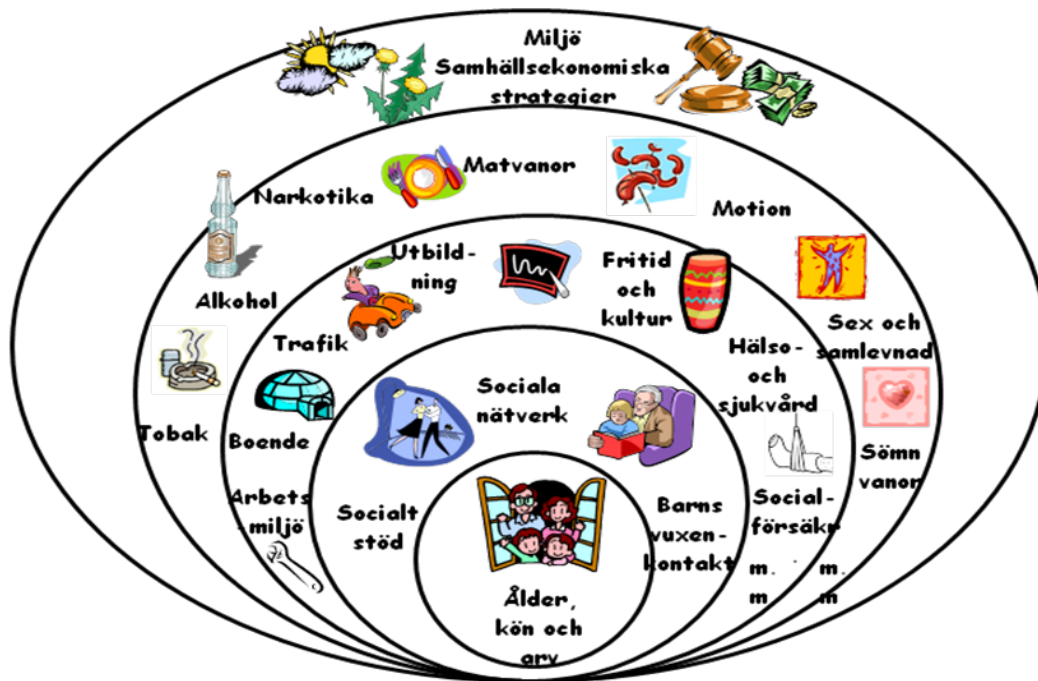 Miljö
Samhällsekonomiska
strategier
Matvanor
Narkotika
Motion
Alkohol
Sex och
samlevnad
Tobak
Sömn
vanor
Utbild-
ning
Fritid
och
kultur
Trafik
Hälso-
och
sjukvård
Boende
Arbets
-miljö
Social-
försäkr
m. m.
m m
Sociala
nätverk
Socialt
stöd
Barns
vuxen-
kontakt
Ålder,
kön och
arv